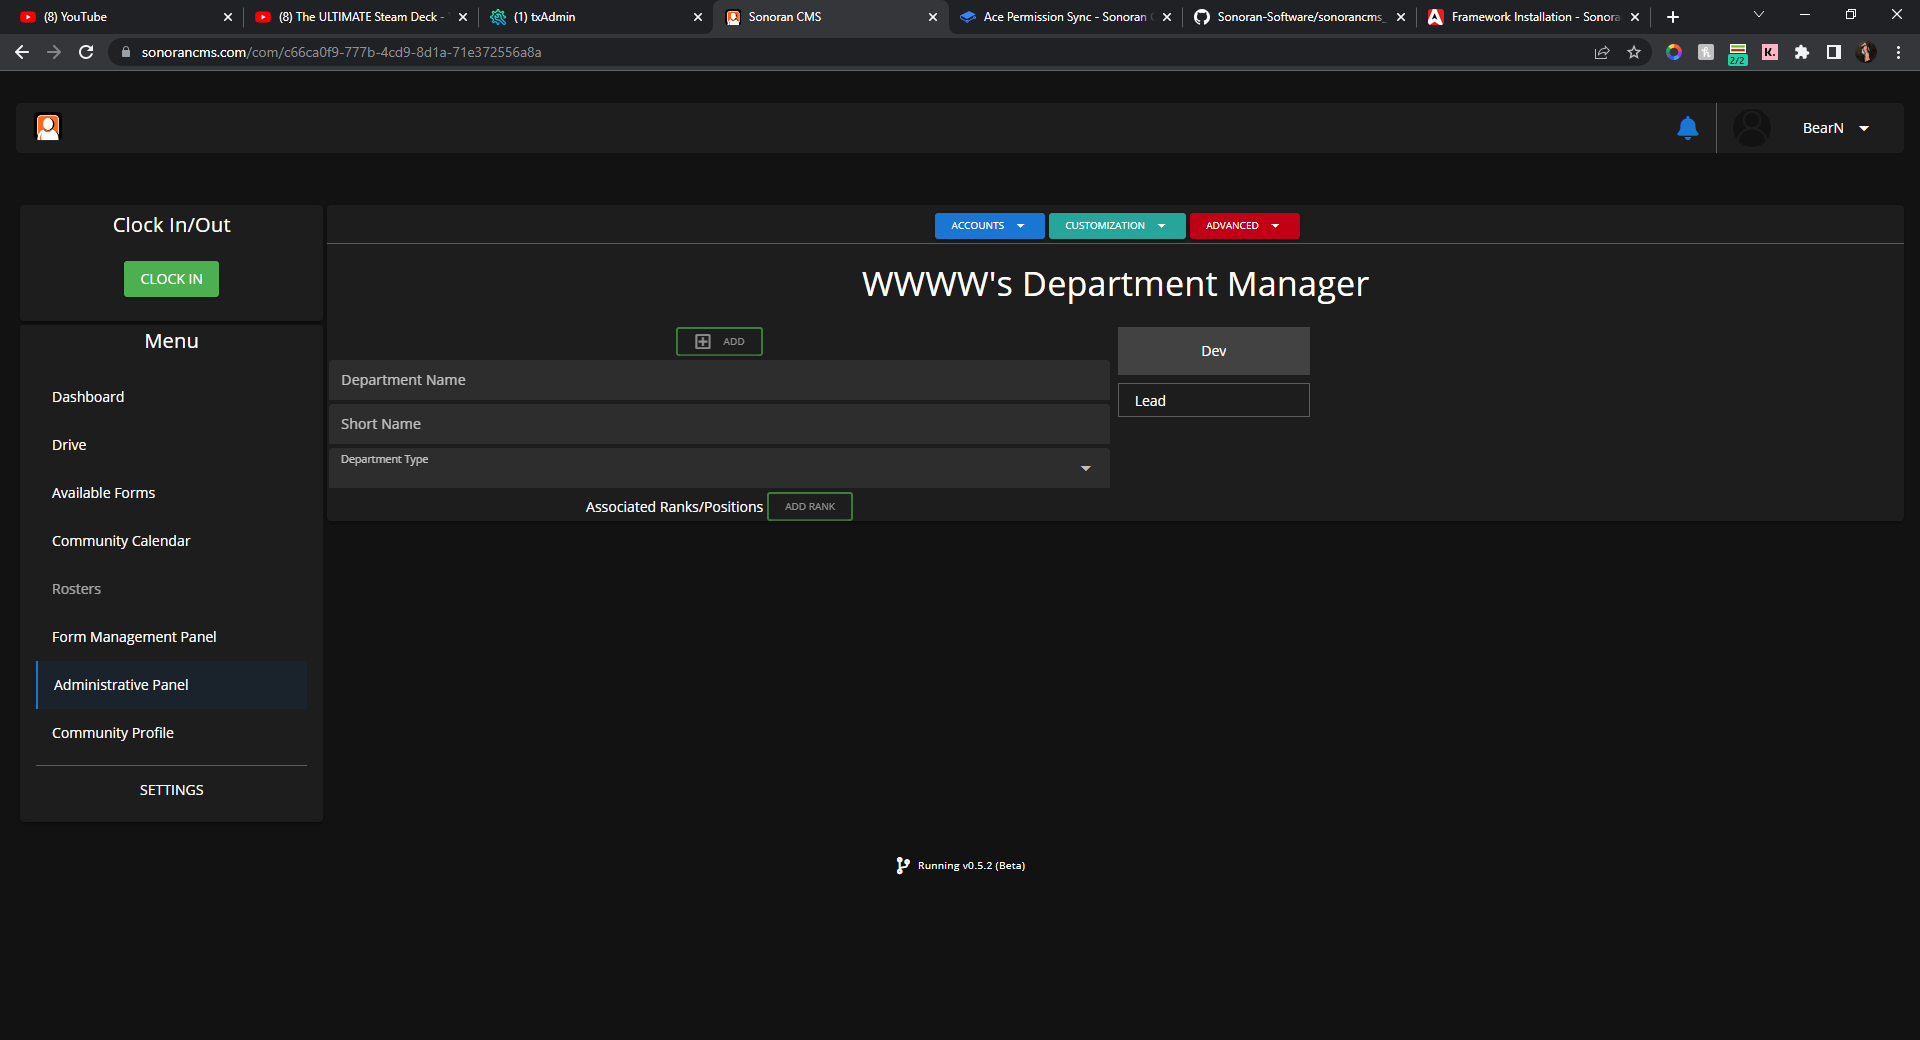 (8) YouTube
(8) The ULTIMATE Steam Deck -
(1) txAdmin
Sonoran CMS
Ace Permission Sync - Sonoran
Sonoran-Software/sonorancms_
Framework Installation - Sonora
sonorancms.com/com/c66ca0f9-777b-4cd9-8d1a-71e372556a8a
2/2
K.
BearN
Clock In/Out
CLOCK IN
Menu
Dashboard
Drive
Available Forms
Community Calendar
Rosters
Form Management Panel
Administrative Panel
Community Profile
SETTINGS
ACCOUNTS
CUSTOMIZATION
ADVANCED
WWWW's Department Manager
ADD
Department Name
Short Name
Department Type
Associated Ranks/Positions
ADD RANK
Dev
Lead
Running v0.5.2 (Beta)